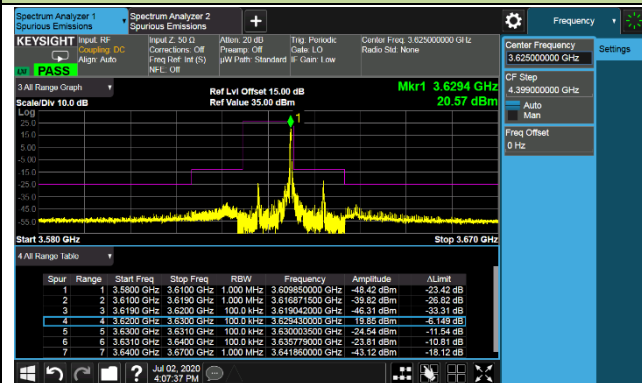 Spectrum Analyzer 1
Spurious Emissions
Spectrum Analyzer 2
Spurious Emissions
Frequency
KEYSIGHT
Input: RF
Coupling: DC
Align: Auto
Input Z: 50 Ω
Corrections: Off
Freq Ref: Int (S)
NFE: Off
Atten: 20 dB
Preamp: Off
µW Path: Standard
Trig: Periodic
Gate: LO
IF Gain: Low
Center Freq: 3.625000000 GHz
Radio Std: None
PASS
3 All Range Graph
Scale/Div 10.0 dB
Ref Lvl Offset 15.00 dB
Ref Value 35.00 dBm
Mkr1 3.6294 GHz
20.57 dBm
Log
25.0
15.0
5.00
-5.00
-15.0
-25.0
-35.0
-45.0
-55.0
1
Start 3.580 GHz
Stop 3.670 GHz
4 All Range Table
Spur Range Start Freq Stop Freq RBW Frequency Amplitude ΔLimit
1 1 3.5800 GHz 3.6100 GHz 1.000 MHz 3.609850000 GHz -48.42 dBm -23.42 dB
2 2 3.6100 GHz 3.6190 GHz 1.000 MHz 3.616871500 GHz -39.82 dBm -26.82 dB
3 3 3.6190 GHz 3.6200 GHz 100.0 kHz 3.619042000 GHz -46.31 dBm -33.31 dB
4 4 3.6200 GHz 3.6300 GHz 100.0 kHz 3.629430000 GHz 19.85 dBm -6.149 dB
5 5 3.6300 GHz 3.6310 GHz 100.0 kHz 3.630003500 GHz -24.54 dBm -11.54 dB
6 6 3.6310 GHz 3.6400 GHz 100.0 kHz 3.635779000 GHz -23.81 dBm -10.81 dB
7 7 3.6400 GHz 3.6700 GHz 1.000 MHz 3.641860000 GHz -43.12 dBm -18.12 dB
Center Frequency
3.625000000 GHz
Settings
CF Step
4.399000000 GHz
Auto
Man
Freq Offset
0 Hz
Jul 02, 2020
4:07:37 PM